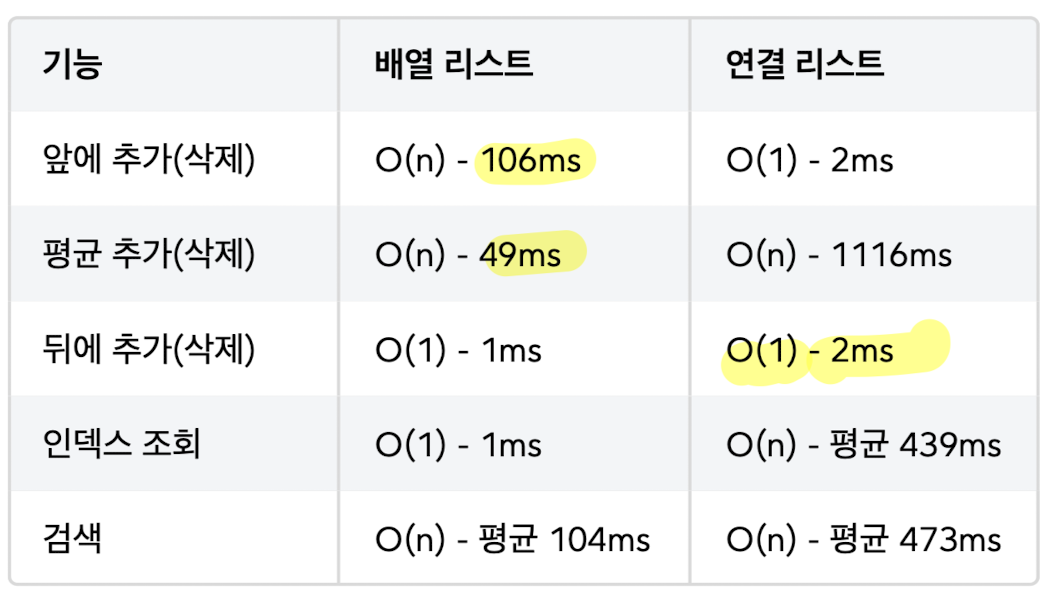 기능 배열 리스트 연결 리스트
앞에 추가(삭제) O(n) - 106ms O(1) - 2ms
평균 추가(삭제) O(n) - 49ms O(n) - 1116ms
뒤에 추가(삭제) O(1) - 1ms O(1) - 2ms
인덱스 조회 O(1) - 1ms O(n) - 평균 439ms
검색 O(n) - 평균 104ms O(n) - 평균 473ms